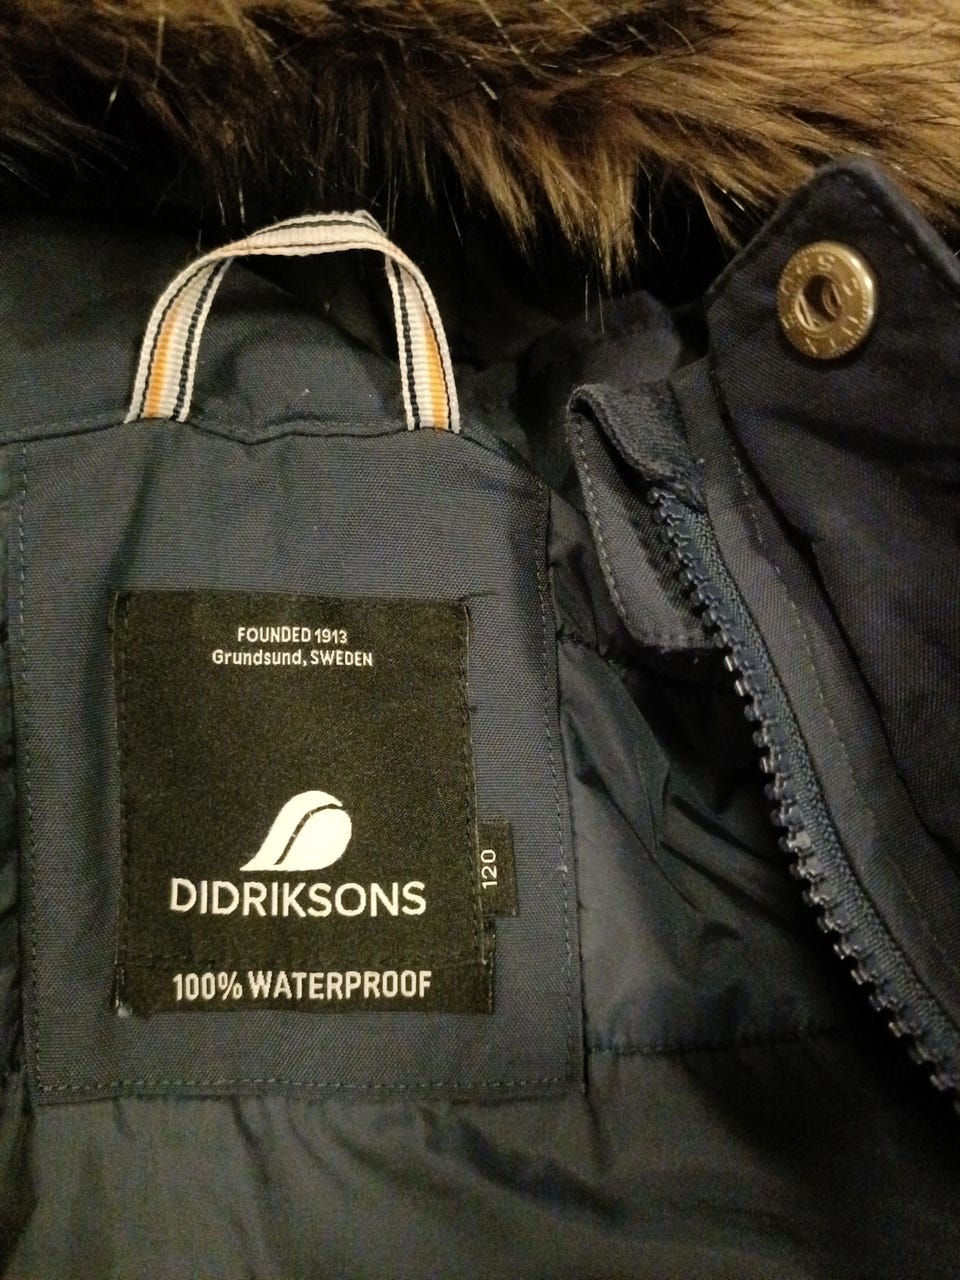 FOUNDED 1913
Grundsund, SWEDEN
DIDRIKSONS
120
100% WATERPROOF